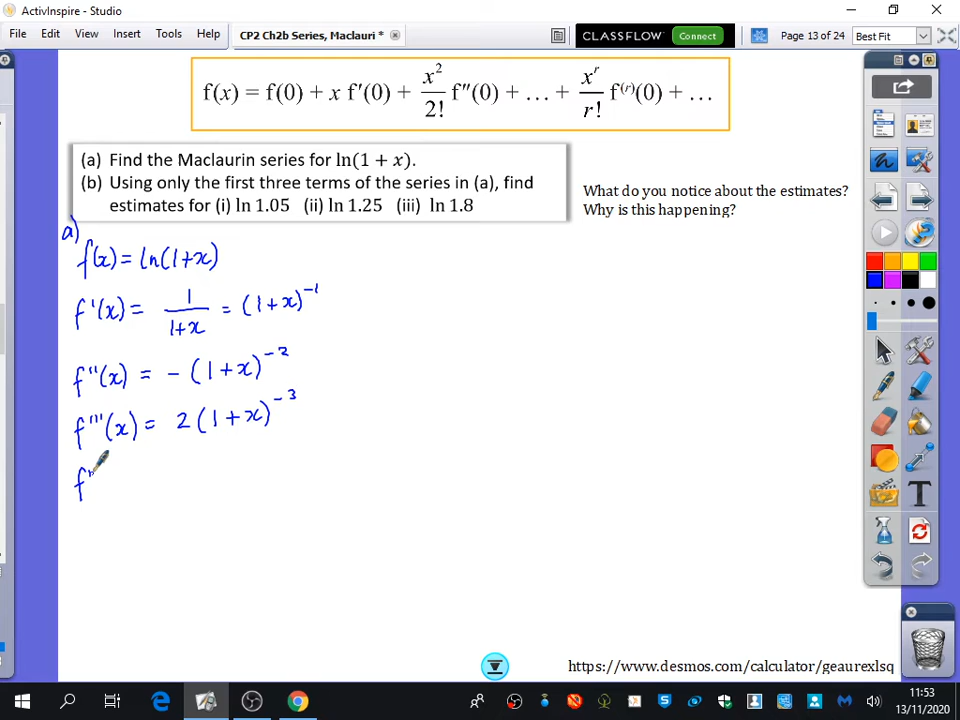 ActivInspire - Studio
File Edit View Insert Tools Help CP2 Ch2b Series, Maclauri * CLASSFLOW Connect Page 13 of 24 Best Fit
f(x) = f(0) + x f′(0) + x²/2! f″(0) + … + xʳ/r! f⁽ʳ⁾(0) + …
(a) Find the Maclaurin series for ln(1 + x).
(b) Using only the first three terms of the series in (a), find
estimates for (i) ln 1.05 (ii) ln 1.25 (iii) ln 1.8
What do you notice about the estimates?
Why is this happening?
a)
f(x) = ln(1+x)
f'(x) = 1/(1+x) = (1+x)⁻¹
f''(x) = -(1+x)⁻²
f'''(x) = 2(1+x)⁻³
f''
https://www.desmos.com/calculator/geaurexlsq
11:53
13/11/2020